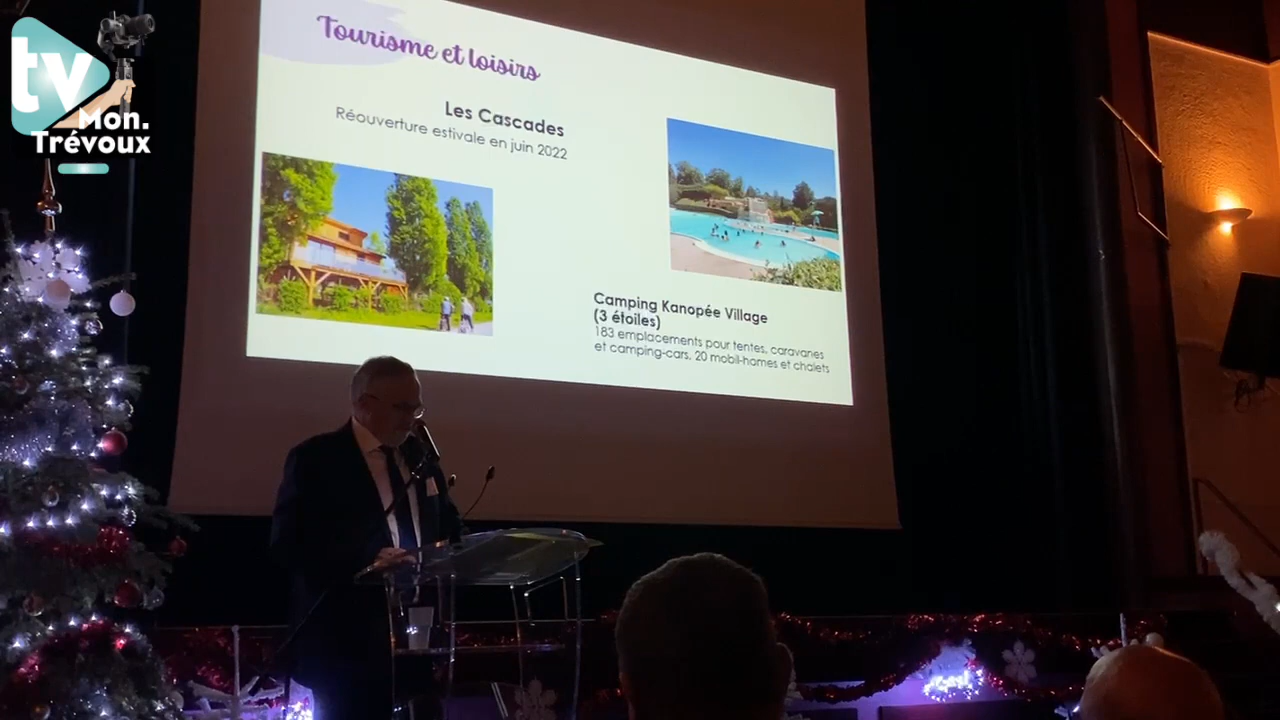 tv
Mon.
Trévoux
Tourisme et loisirs
Les Cascades
Réouverture estivale en juin 2022
Camping Kanopée Village
(3 étoiles)
183 emplacements pour tentes, caravanes
et camping-cars, 20 mobil-homes et chalets